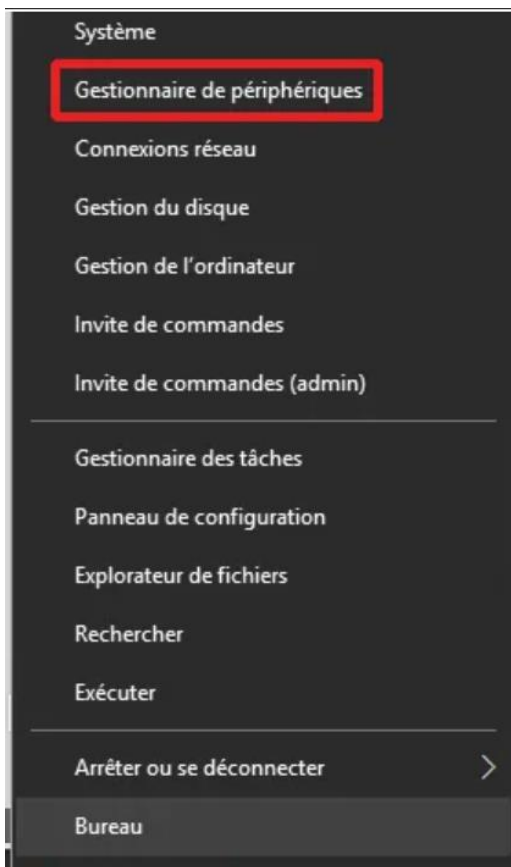 Système
Gestionnaire de périphériques
Connexions réseau
Gestion du disque
Gestion de l'ordinateur
Invite de commandes
Invite de commandes (admin)
Gestionnaire des tâches
Panneau de configuration
Explorateur de fichiers
Rechercher
Exécuter
Arrêter ou se déconnecter
Bureau